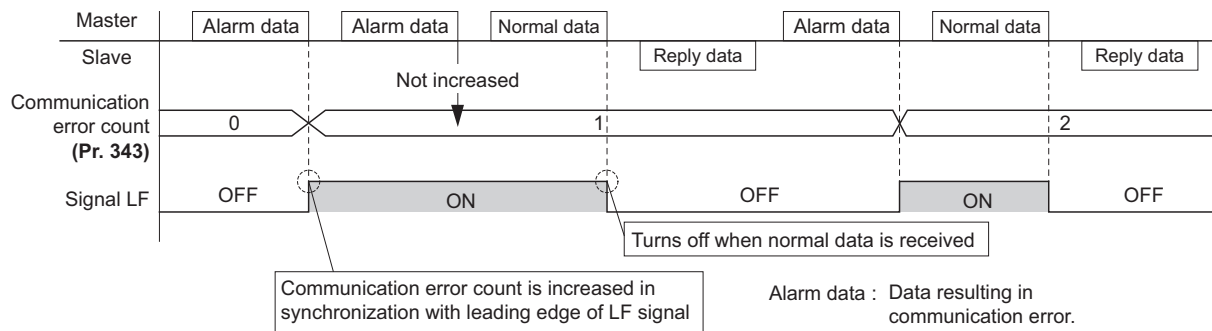 Master
Alarm data
Alarm data
Normal data
Alarm data
Normal data
Slave
Reply data
Reply data
Not increased
Communication
error count
(Pr. 343)
0
1
2
Signal LF
OFF
ON
OFF
ON
OFF
Turns off when normal data is received
Communication error count is increased in
synchronization with leading edge of LF signal
Alarm data : Data resulting in
communication error.